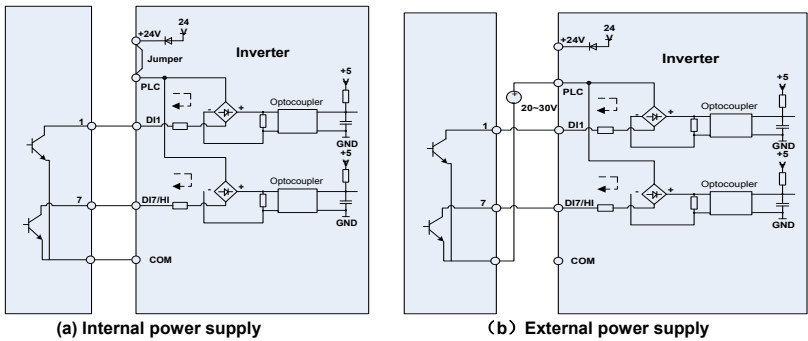 24
+24V
Inverter
Jumper
PLC
+5
Optocoupler
1
DI1
GND
+5
Optocoupler
7
DI7/HI
GND
COM
(a) Internal power supply
24
+24V
Inverter
PLC
+5
20~30V
Optocoupler
1
DI1
GND
+5
Optocoupler
7
DI7/HI
GND
COM
(b) External power supply